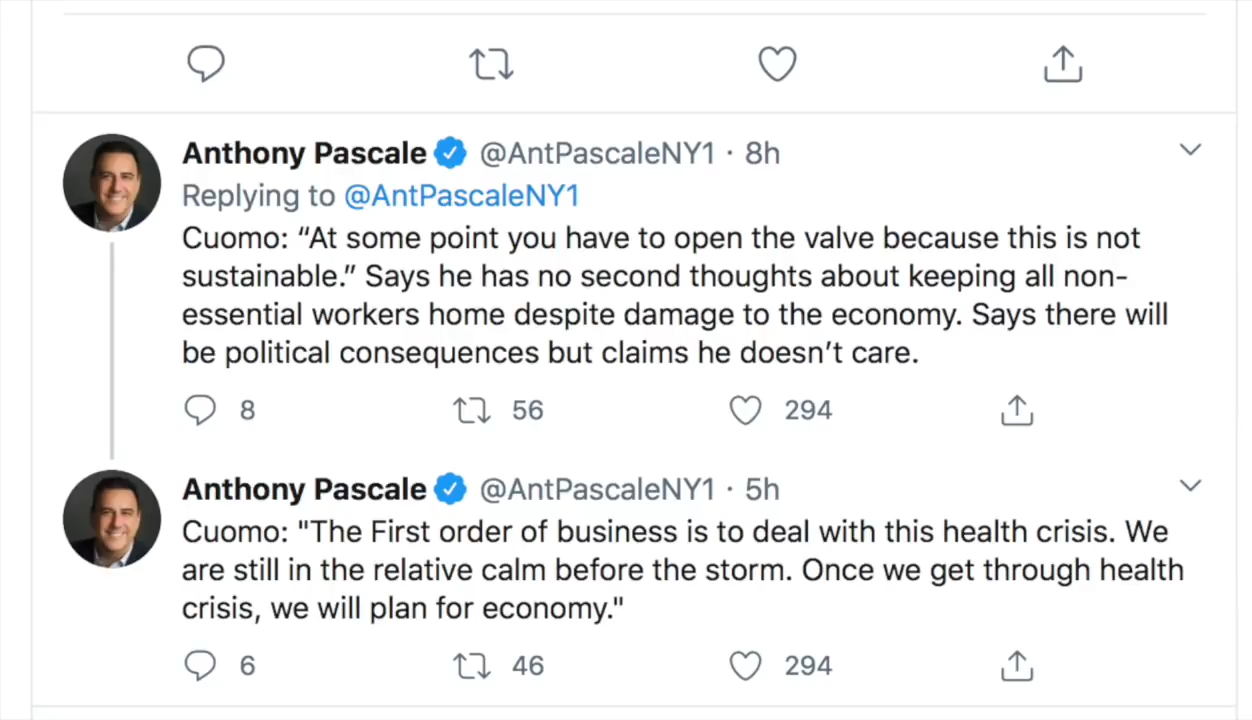 Anthony Pascale @AntPascaleNY1 · 8h
Replying to @AntPascaleNY1
Cuomo: “At some point you have to open the valve because this is not
sustainable.” Says he has no second thoughts about keeping all non-
essential workers home despite damage to the economy. Says there will
be political consequences but claims he doesn’t care.
8 56 294
Anthony Pascale @AntPascaleNY1 · 5h
Cuomo: "The First order of business is to deal with this health crisis. We
are still in the relative calm before the storm. Once we get through health
crisis, we will plan for economy."
6 46 294